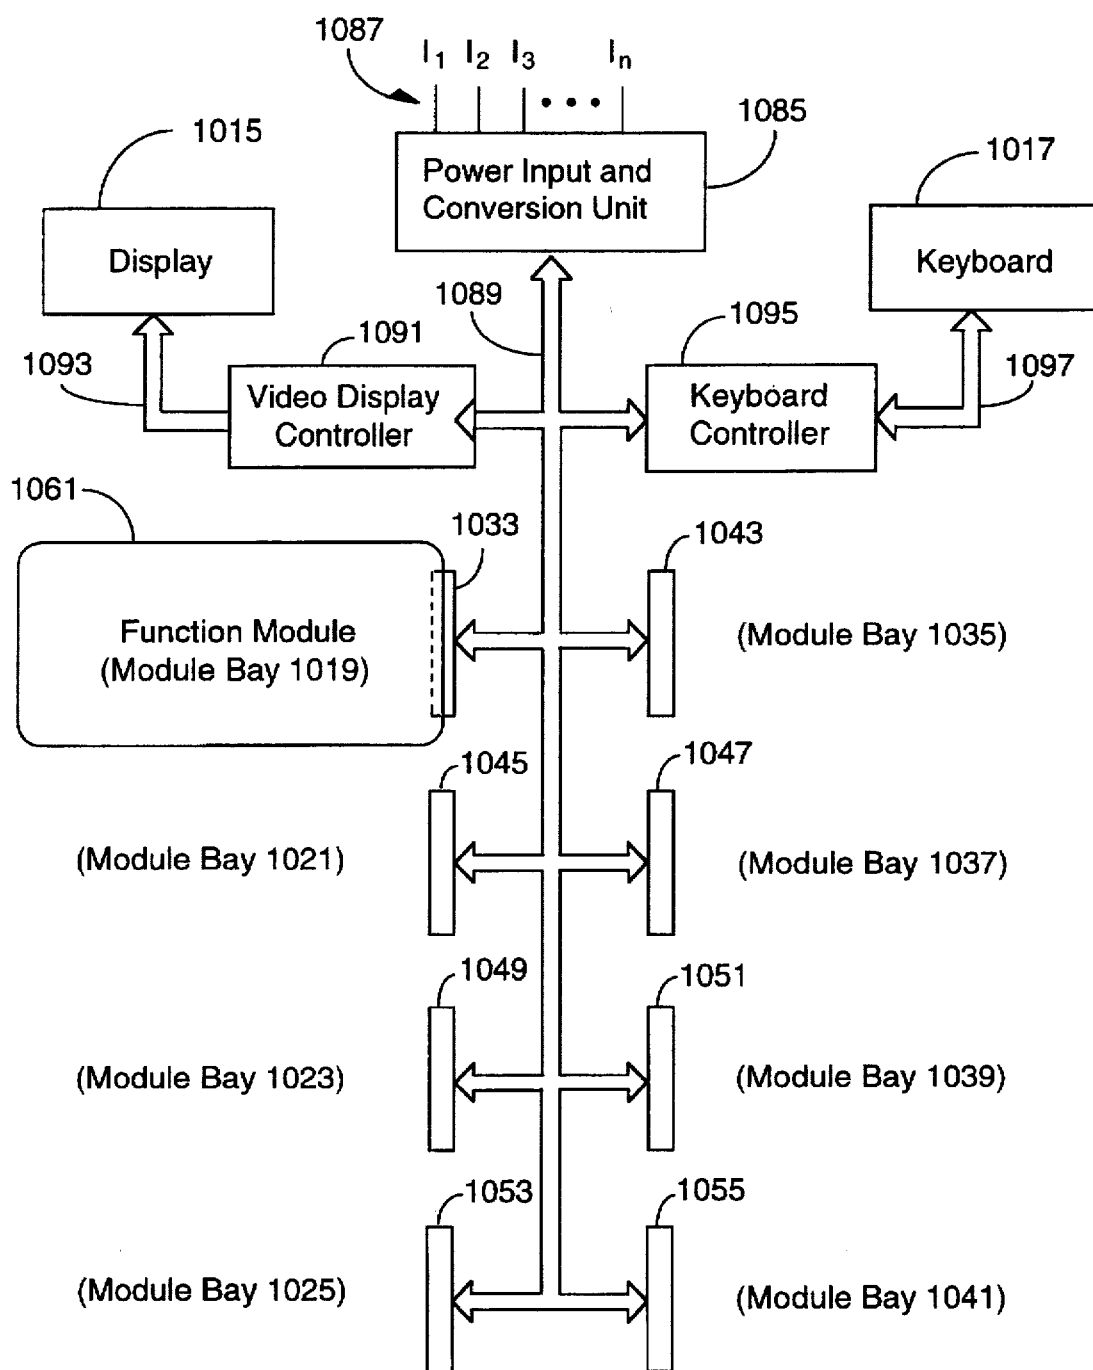 1087
I1 I2 I3 • • • In
1015
1085
1017
Power Input and
Conversion Unit
Display
Keyboard
1089
1091
1095
1093
1097
Video Display
Controller
Keyboard
Controller
1061
1033
1043
Function Module
(Module Bay 1019)
(Module Bay 1035)
1045
1047
(Module Bay 1021)
(Module Bay 1037)
1049
1051
(Module Bay 1023)
(Module Bay 1039)
1053
1055
(Module Bay 1025)
(Module Bay 1041)